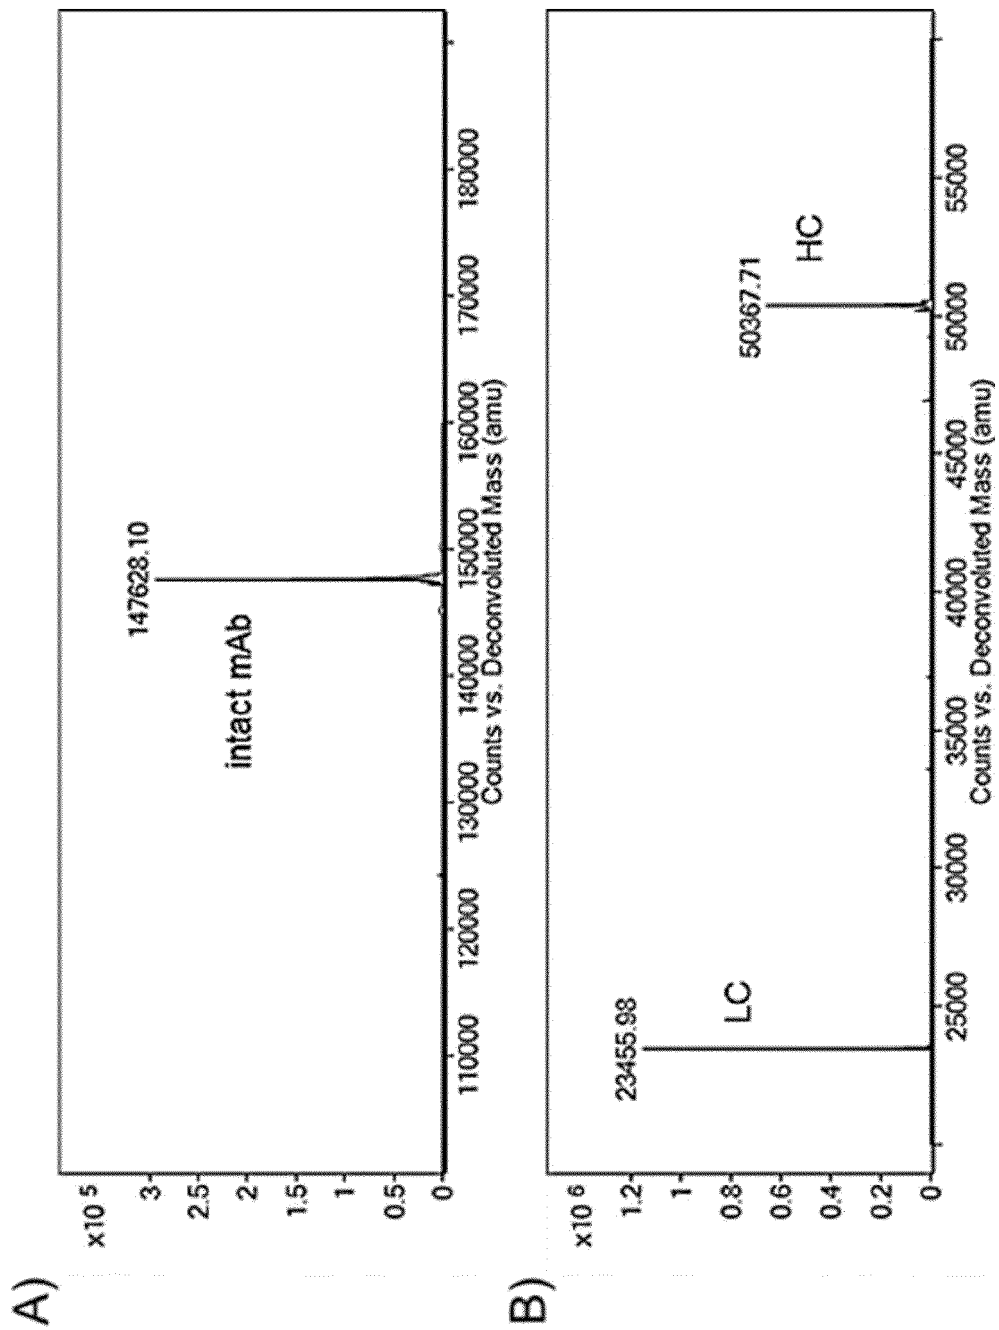 A)
x10 5
3
2.5
2
1.5
1
0.5
0
147628.10
intact mAb
110000 120000 130000 140000 150000 160000 170000 180000
Counts vs. Deconvoluted Mass (amu)
B)
x10 6
1.2
1
0.8
0.6
0.4
0.2
0
23455.98
LC
50367.71
HC
25000 30000 35000 40000 45000 50000 55000
Counts vs. Deconvoluted Mass (amu)